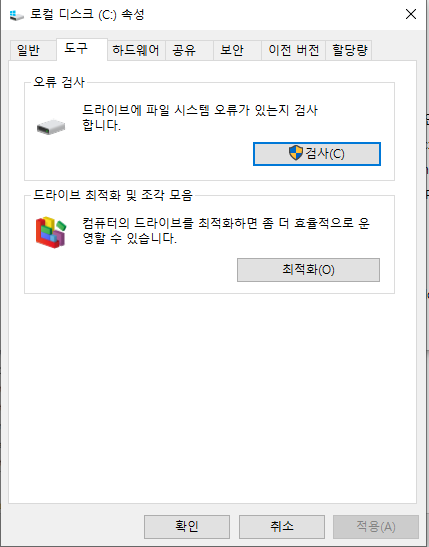 로컬 디스크 (C:) 속성
일반 도구 하드웨어 공유 보안 이전 버전 할당량
오류 검사
드라이브에 파일 시스템 오류가 있는지 검사
합니다.
검사(C)
드라이브 최적화 및 조각 모음
컴퓨터의 드라이브를 최적화하면 좀 더 효율적으로 운
영할 수 있습니다.
최적화(O)
확인 취소 적용(A)